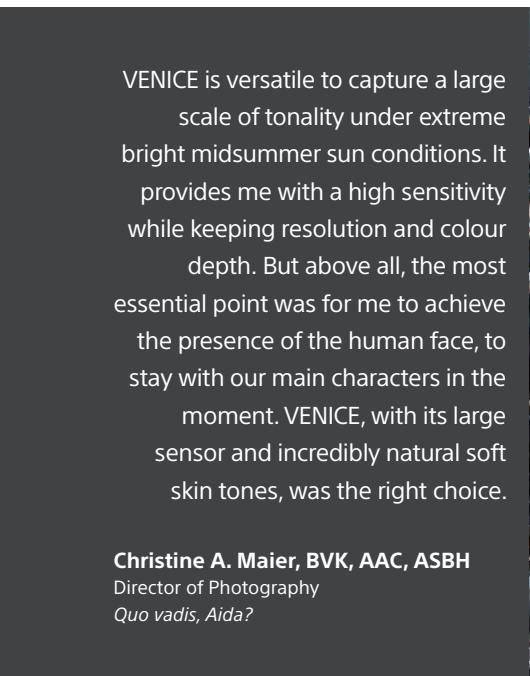 VENICE is versatile to capture a large
scale of tonality under extreme
bright midsummer sun conditions. It
provides me with a high sensitivity
while keeping resolution and colour
depth. But above all, the most
essential point was for me to achieve
the presence of the human face, to
stay with our main characters in the
moment. VENICE, with its large
sensor and incredibly natural soft
skin tones, was the right choice.
Christine A. Maier, BVK, AAC, ASBH
Director of Photography
Quo vadis, Aida?